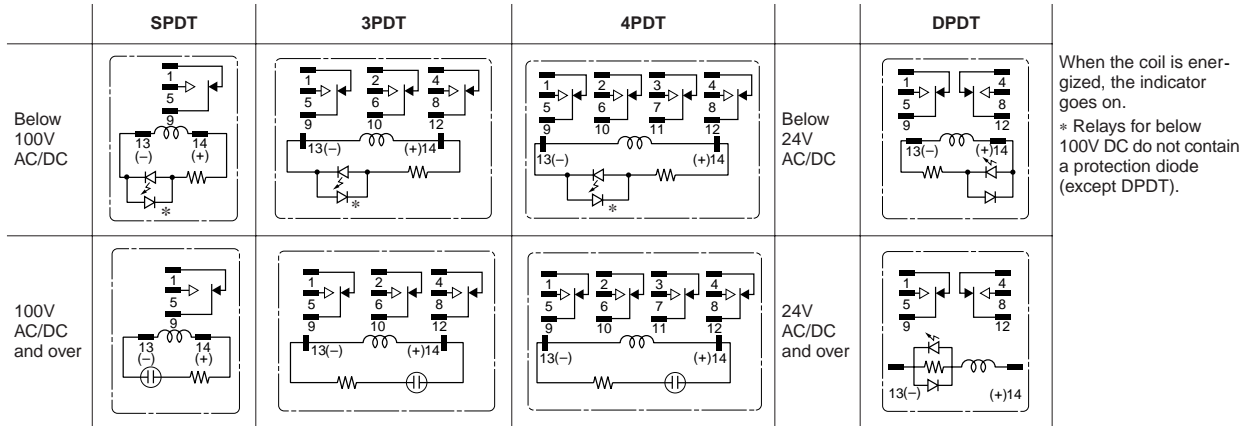 SPDT 3PDT 4PDT DPDT
Below
100V
AC/DC
1
5
9
13
(–)
14
(+)
*
1 2 4
5 6 8
9 10 12
13(–) (+)14
*
1 2 3 4
5 6 7 8
9 10 11 12
13(–) (+)14
*
Below
24V
AC/DC
1 4
5 8
9 12
13(–) (+)14
When the coil is ener-
gized, the indicator
goes on.
* Relays for below
100V DC do not contain
a protection diode
(except DPDT).
100V
AC/DC
and over
1
5
9
13
(–)
14
(+)
1 2 4
5 6 8
9 10 12
13(–) (+)14
1 2 3 4
5 6 7 8
9 10 11 12
13(–) (+)14
24V
AC/DC
and over
1 4
5 8
9 12
13(–) (+)14